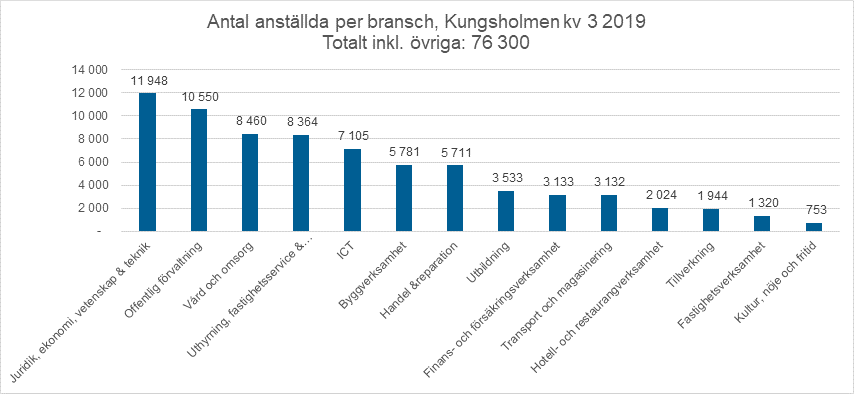 Antal anställda per bransch, Kungsholmen kv 3 2019
Totalt inkl. övriga: 76 300
14 000
12 000
10 000
8 000
6 000
4 000
2 000
-
11 948
10 550
8 460
8 364
7 105
5 781
5 711
3 533
3 133
3 132
2 024
1 944
1 320
753
Juridik, ekonomi, vetenskap & teknik
Offentlig förvaltning
Vård och omsorg
Uthyrning, fastighetsservice &...
ICT
Byggverksamhet
Handel &reparation
Utbildning
Finans- och försäkringsverksamhet
Transport och magasinering
Hotell- och restaurangverksamhet
Tillverkning
Fastighetsverksamhet
Kultur, nöje och fritid